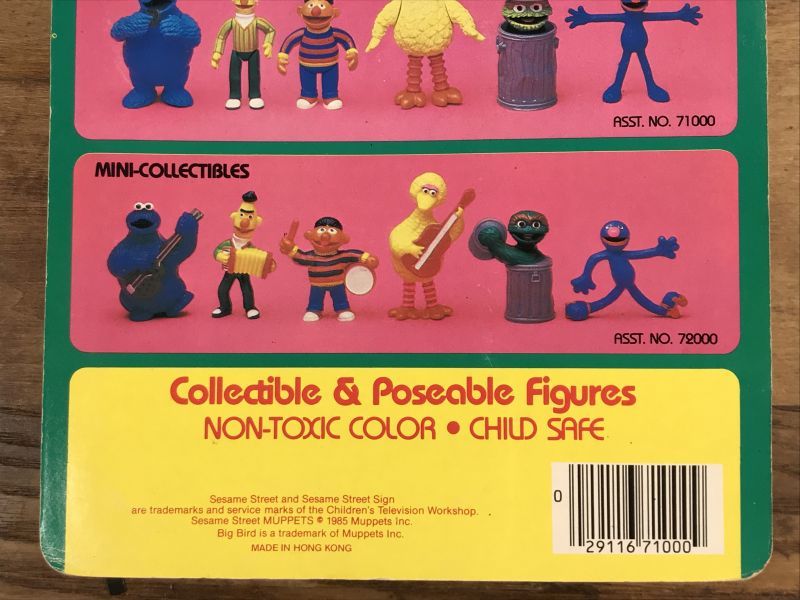 ASST. NO. 71000
MINI-COLLECTIBLES
ASST. NO. 72000
Collectible & Poseable Figures
NON-TOXIC COLOR • CHILD SAFE
Sesame Street and Sesame Street Sign
are trademarks and service marks of the Children's Television Workshop.
Sesame Street MUPPETS © 1985 Muppets Inc.
Big Bird is a trademark of Muppets Inc.
MADE IN HONG KONG
0 29116 71000